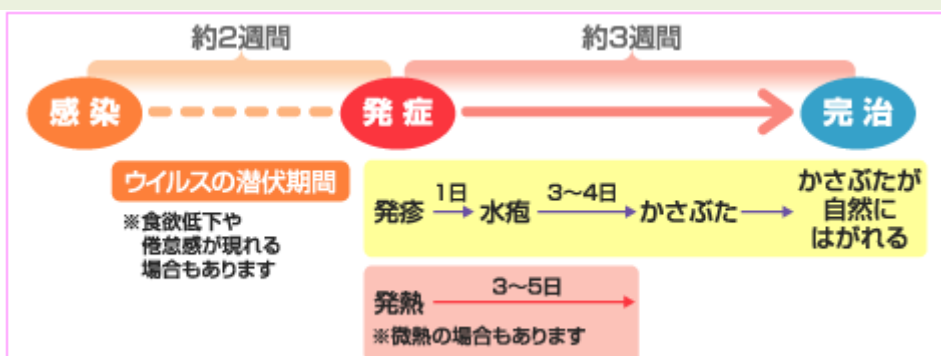 約2週間
約3週間
感染
発症
完治
ウイルスの潜伏期間
※食欲低下や
倦怠感が現れる
場合もあります
発疹
1日
水疱
3〜4日
かさぶた
かさぶたが
自然に
はがれる
発熱
3〜5日
※微熱の場合もあります